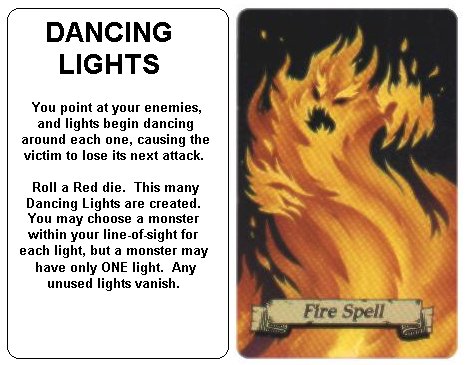 DANCING
LIGHTS
You point at your enemies,
and lights begin dancing
around each one, causing the
victim to lose its next attack.
Roll a Red die.  This many
Dancing Lights are created.
You may choose a monster
within your line-of-sight for
each light, but a monster may
have only ONE light.  Any
unused lights vanish.
Fire Spell